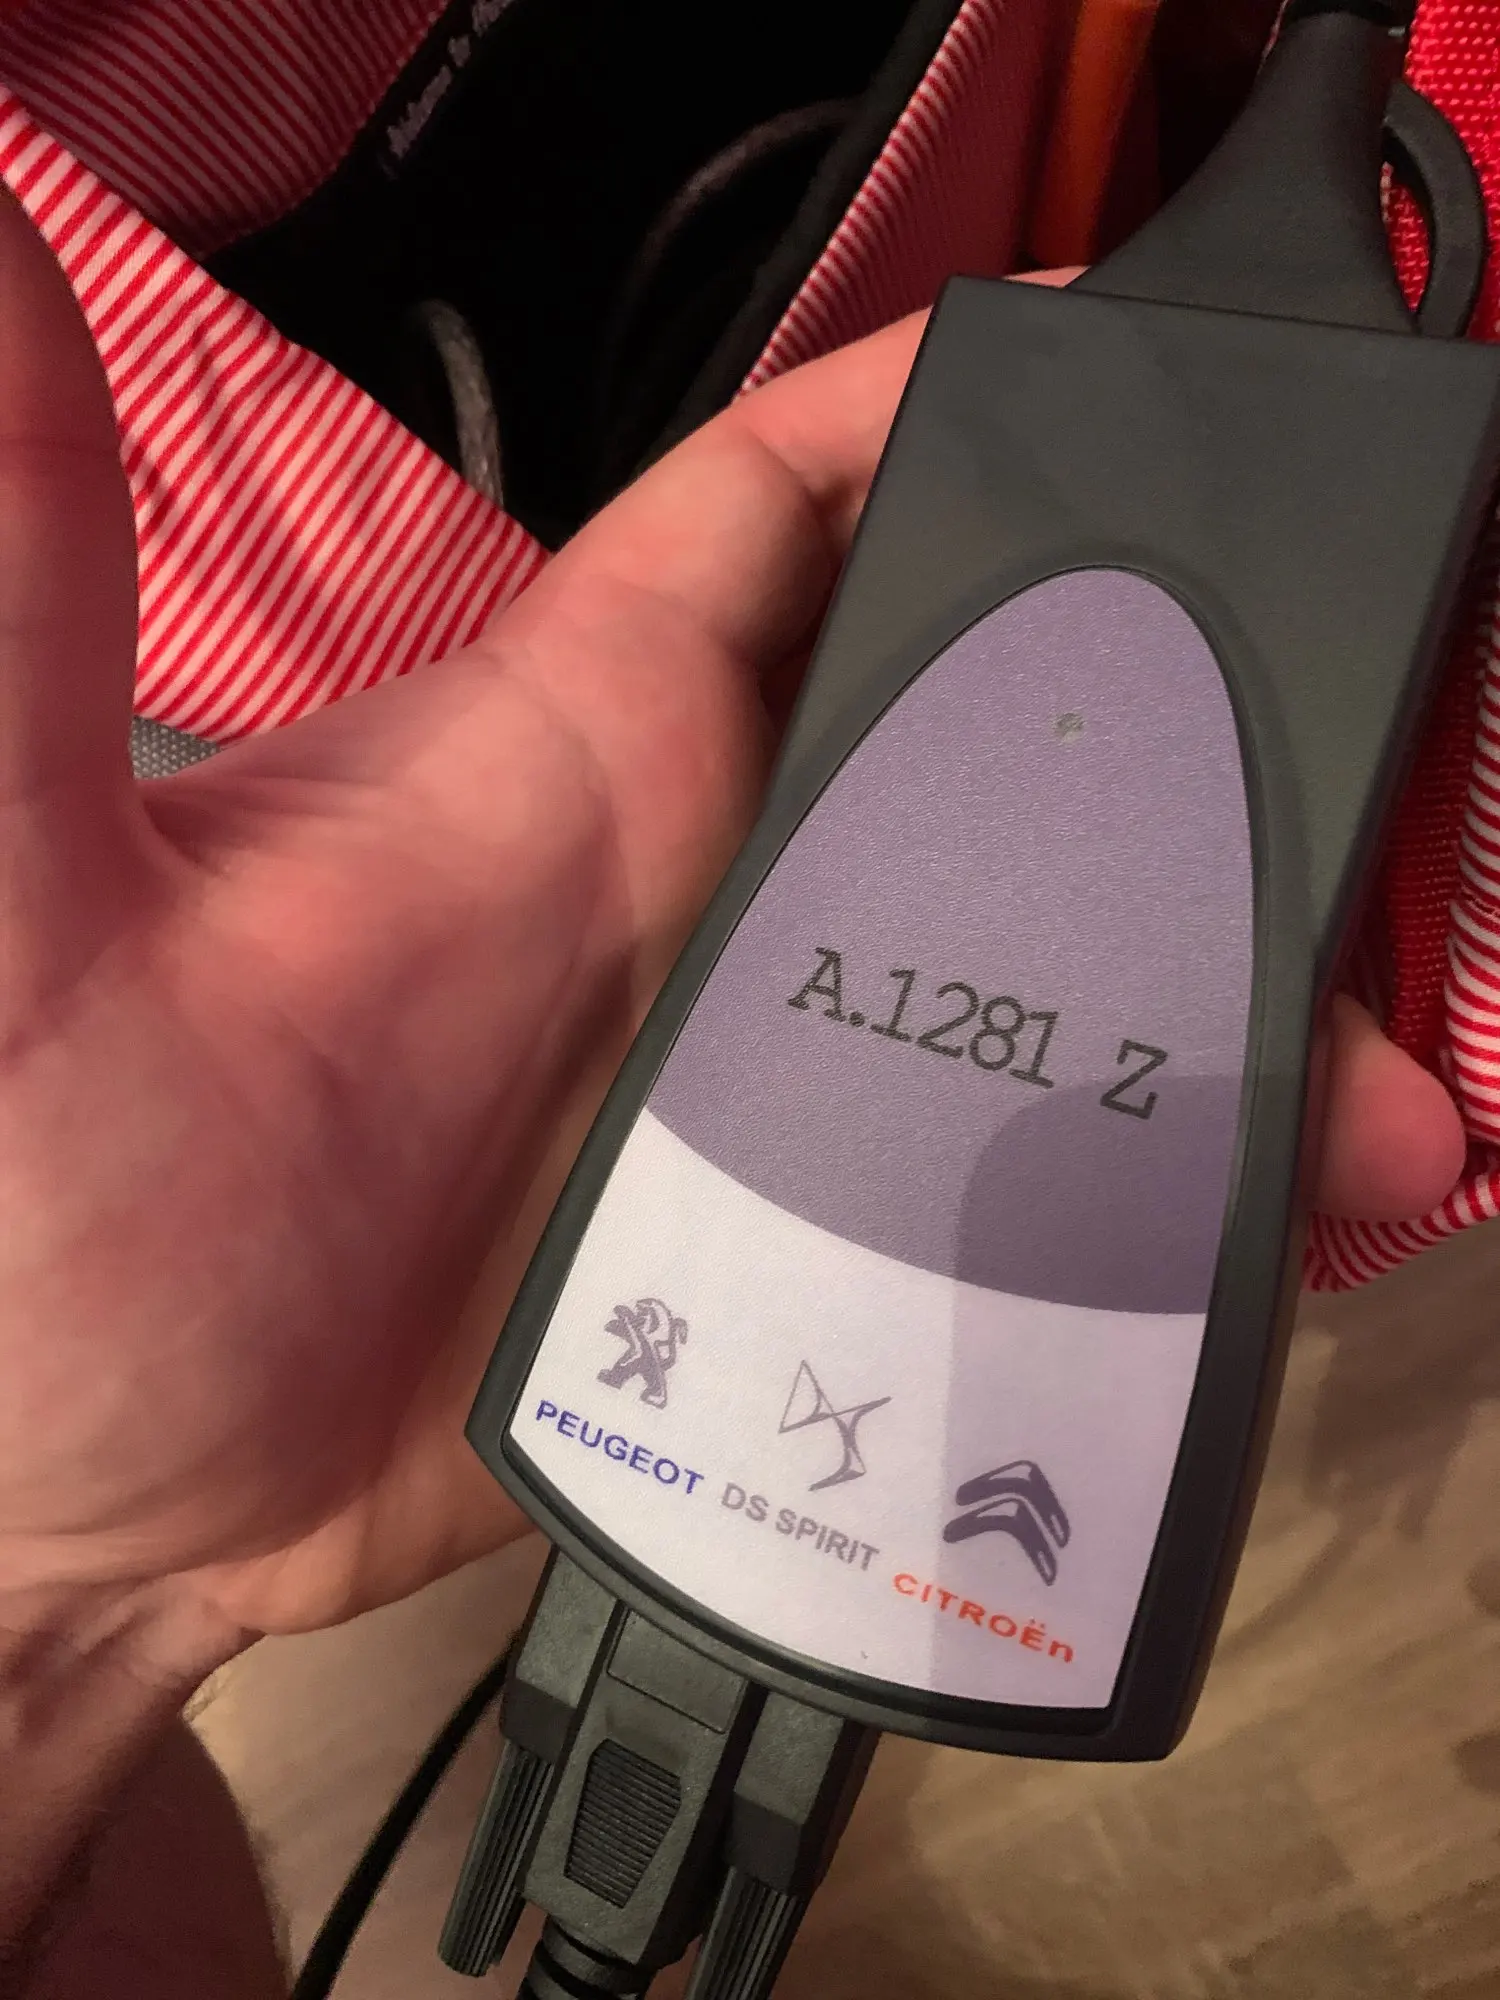 A.1281 Z
PEUGEOT
DS SPIRIT
CITROËn